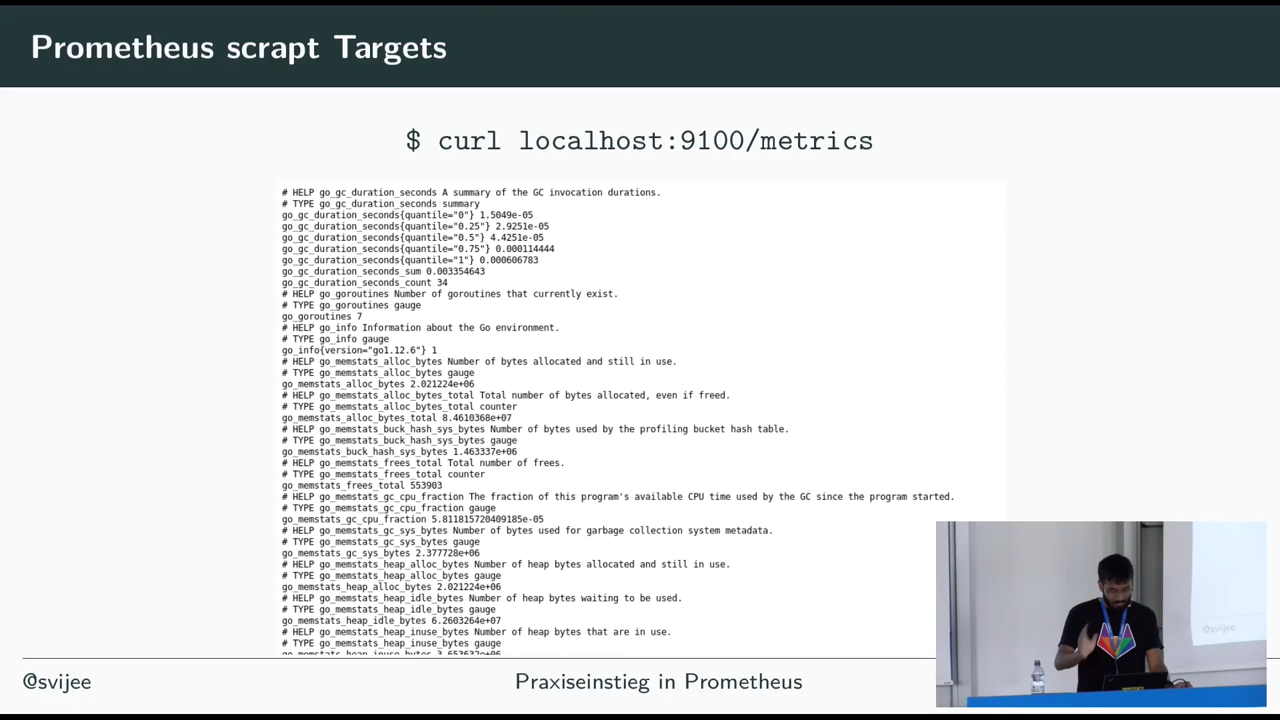 Prometheus scrapt Targets
$ curl localhost:9100/metrics
# HELP go_gc_duration_seconds A summary of the GC invocation durations.
# TYPE go_gc_duration_seconds summary
go_gc_duration_seconds{quantile="0"} 1.5049e-05
go_gc_duration_seconds{quantile="0.25"} 2.9251e-05
go_gc_duration_seconds{quantile="0.5"} 4.4251e-05
go_gc_duration_seconds{quantile="0.75"} 0.000114444
go_gc_duration_seconds{quantile="1"} 0.000606783
go_gc_duration_seconds_sum 0.003354643
go_gc_duration_seconds_count 34
# HELP go_goroutines Number of goroutines that currently exist.
# TYPE go_goroutines gauge
go_goroutines 7
# HELP go_info Information about the Go environment.
# TYPE go_info gauge
go_info{version="go1.12.6"} 1
# HELP go_memstats_alloc_bytes Number of bytes allocated and still in use.
# TYPE go_memstats_alloc_bytes gauge
go_memstats_alloc_bytes 2.021224e+06
# HELP go_memstats_alloc_bytes_total Total number of bytes allocated, even if freed.
# TYPE go_memstats_alloc_bytes_total counter
go_memstats_alloc_bytes_total 8.4610368e+07
# HELP go_memstats_buck_hash_sys_bytes Number of bytes used by the profiling bucket hash table.
# TYPE go_memstats_buck_hash_sys_bytes gauge
go_memstats_buck_hash_sys_bytes 1.463337e+06
# HELP go_memstats_frees_total Total number of frees.
# TYPE go_memstats_frees_total counter
go_memstats_frees_total 553903
# HELP go_memstats_gc_cpu_fraction The fraction of this program's available CPU time used by the GC since the program started.
# TYPE go_memstats_gc_cpu_fraction gauge
go_memstats_gc_cpu_fraction 5.811815720409185e-05
# HELP go_memstats_gc_sys_bytes Number of bytes used for garbage collection system metadata.
# TYPE go_memstats_gc_sys_bytes gauge
go_memstats_gc_sys_bytes 2.377728e+06
# HELP go_memstats_heap_alloc_bytes Number of heap bytes allocated and still in use.
# TYPE go_memstats_heap_alloc_bytes gauge
go_memstats_heap_alloc_bytes 2.021224e+06
# HELP go_memstats_heap_idle_bytes Number of heap bytes waiting to be used.
# TYPE go_memstats_heap_idle_bytes gauge
go_memstats_heap_idle_bytes 6.2603264e+07
# HELP go_memstats_heap_inuse_bytes Number of heap bytes that are in use.
# TYPE go_memstats_heap_inuse_bytes gauge
go_memstats_heap_inuse_bytes 3.653632e+06
@svijee
@svijee
Praxiseinstieg in Prometheus